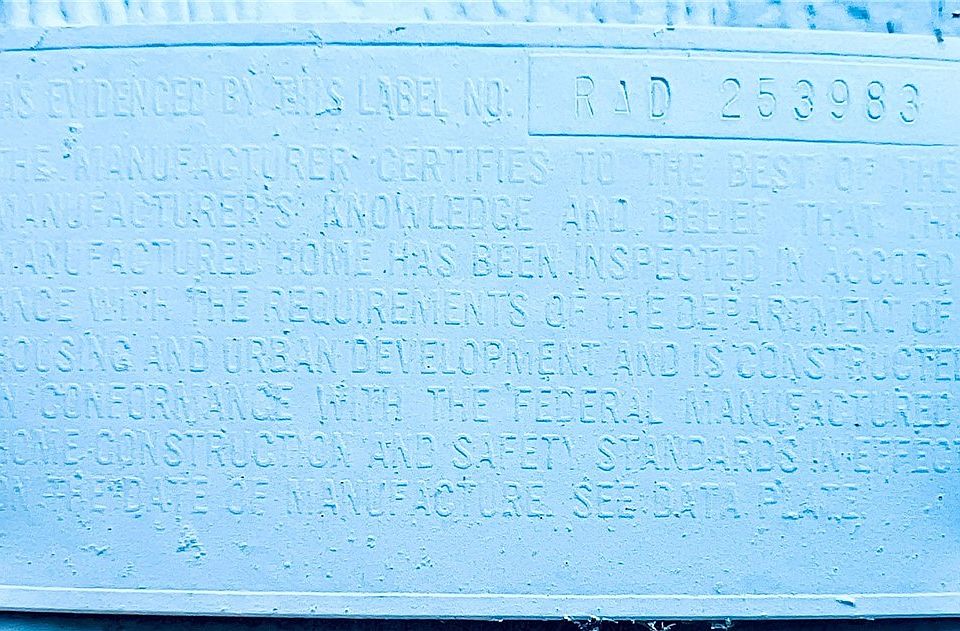 AS EVIDENCED BY THIS LABEL NO. RAD 253983
THE MANUFACTURER CERTIFIES TO THE BEST OF THE
MANUFACTURER'S KNOWLEDGE AND BELIEF THAT THE
MANUFACTURED HOME HAS BEEN INSPECTED IN ACCORD
ANCE WITH THE REQUIREMENTS OF THE DEPARTMENT OF
HOUSING AND URBAN DEVELOPMENT AND IS CONSTRUCTED
IN CONFORMANCE WITH THE FEDERAL MANUFACTURED
HOME CONSTRUCTION AND SAFETY STANDARDS IN EFFECT
ON THE DATE OF MANUFACTURE. SEE DATA PLATE.